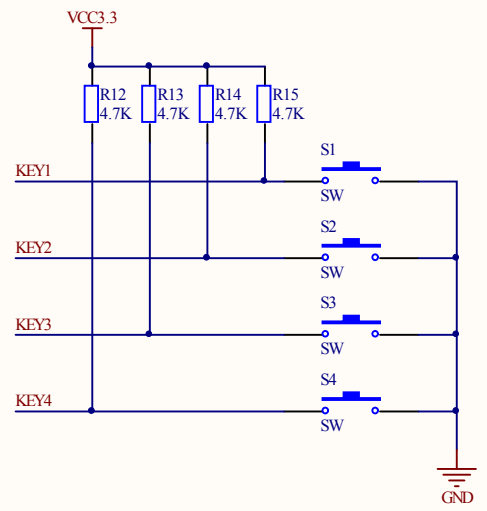 VCC3.3
R12 R13 R14 R15
4.7K 4.7K 4.7K 4.7K
S1
KEY1
SW
S2
KEY2
SW
S3
KEY3
SW
S4
KEY4
SW
GND